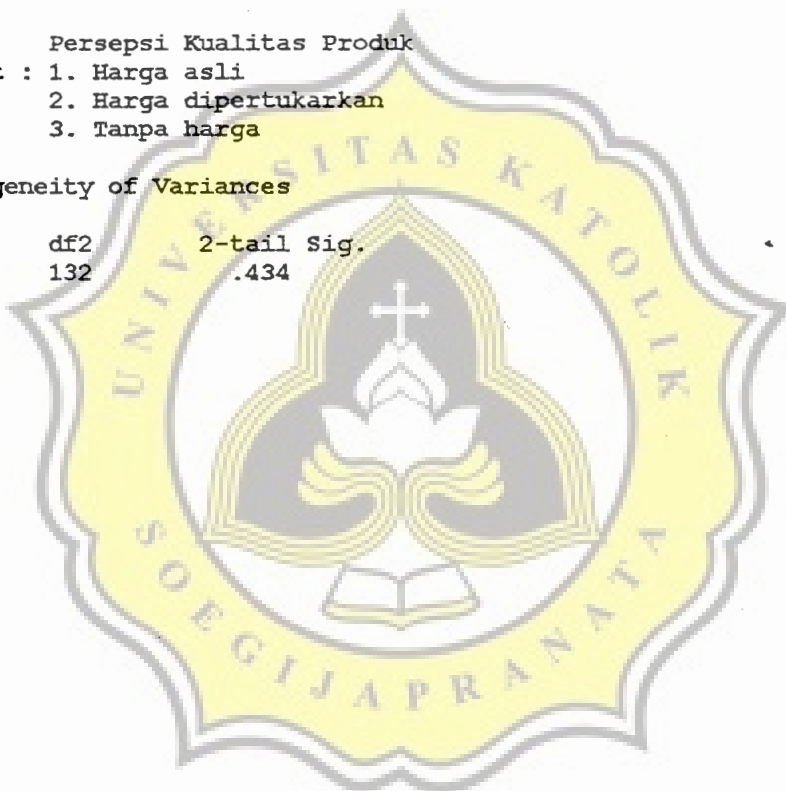 Persepsi Kualitas Produk
: 1. Harga asli
2. Harga dipertukarkan
3. Tanpa harga
geneity of Variances
df2 2-tail Sig.
132 .434
UNIVERSITAS KATOLIK
SOEGIJAPRANATA